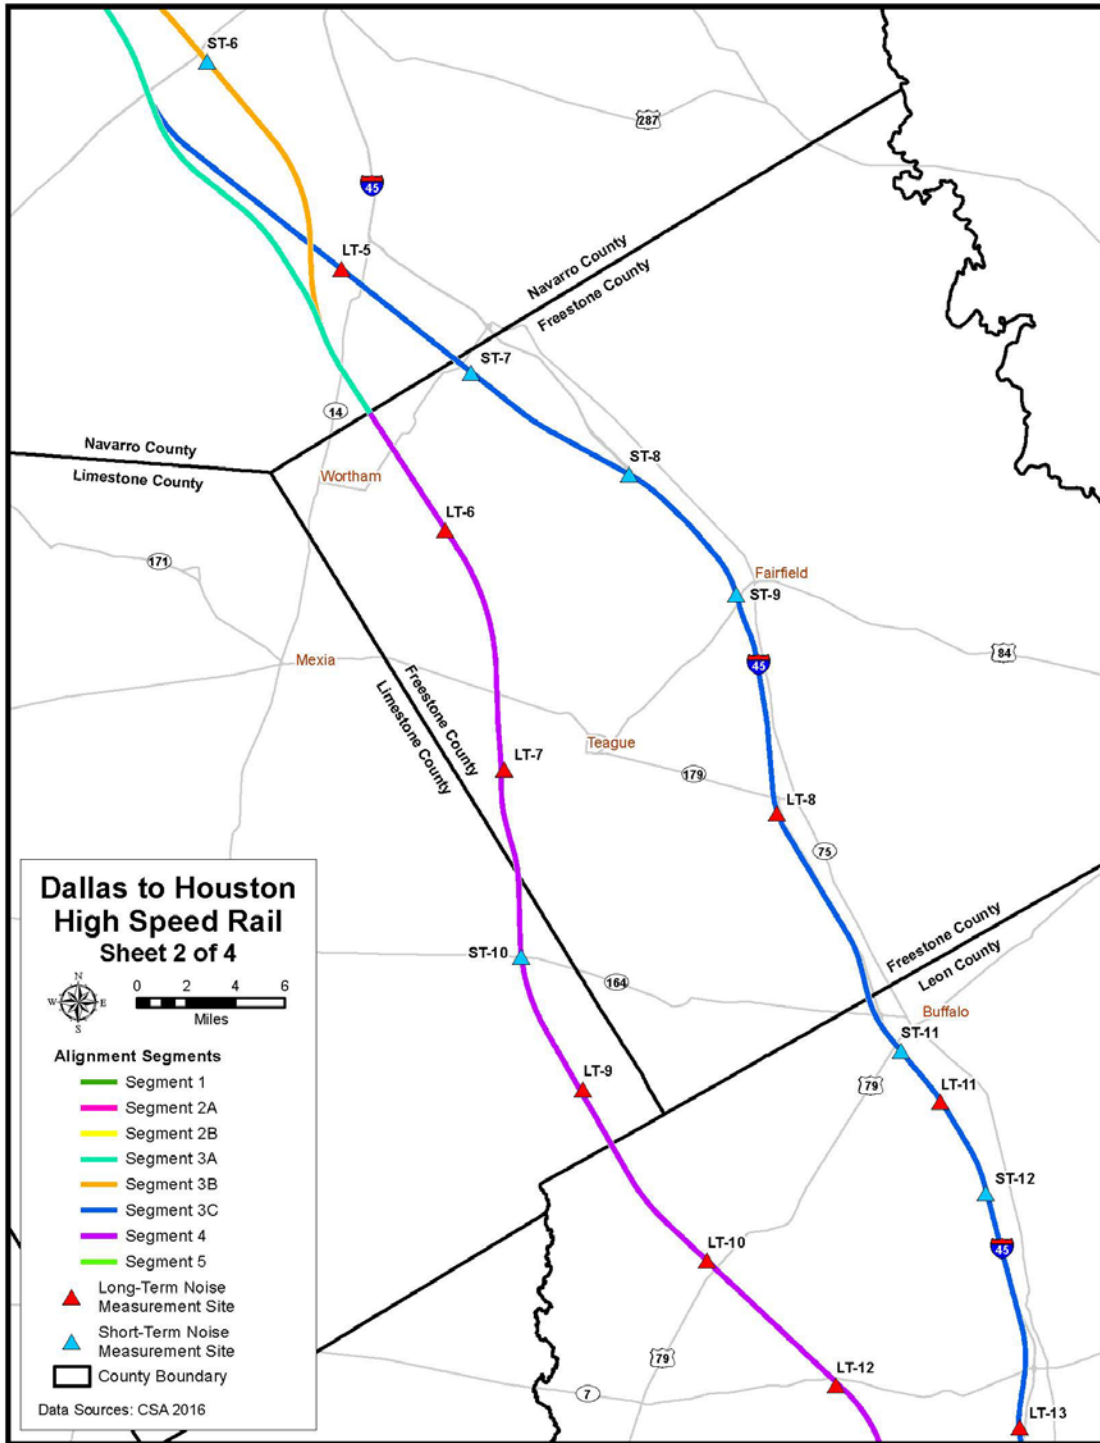 ST-6
287
45
LT-5
Navarro County
Freestone County
ST-7
14
Navarro County
Limestone County
Wortham
ST-8
LT-6
171
Fairfield
ST-9
84
45
Mexia
Freestone County
Limestone County
Teague
LT-7
179
LT-8
75
Freestone County
Leon County
ST-10
164
Buffalo
ST-11
79
LT-9
LT-11
ST-12
45
LT-10
79
7
LT-12
LT-13
Dallas to Houston
High Speed Rail
Sheet 2 of 4
N
W E
S
0 2 4 6
Miles
Alignment Segments
Segment 1
Segment 2A
Segment 2B
Segment 3A
Segment 3B
Segment 3C
Segment 4
Segment 5
Long-Term Noise
Measurement Site
Short-Term Noise
Measurement Site
County Boundary
Data Sources: CSA 2016